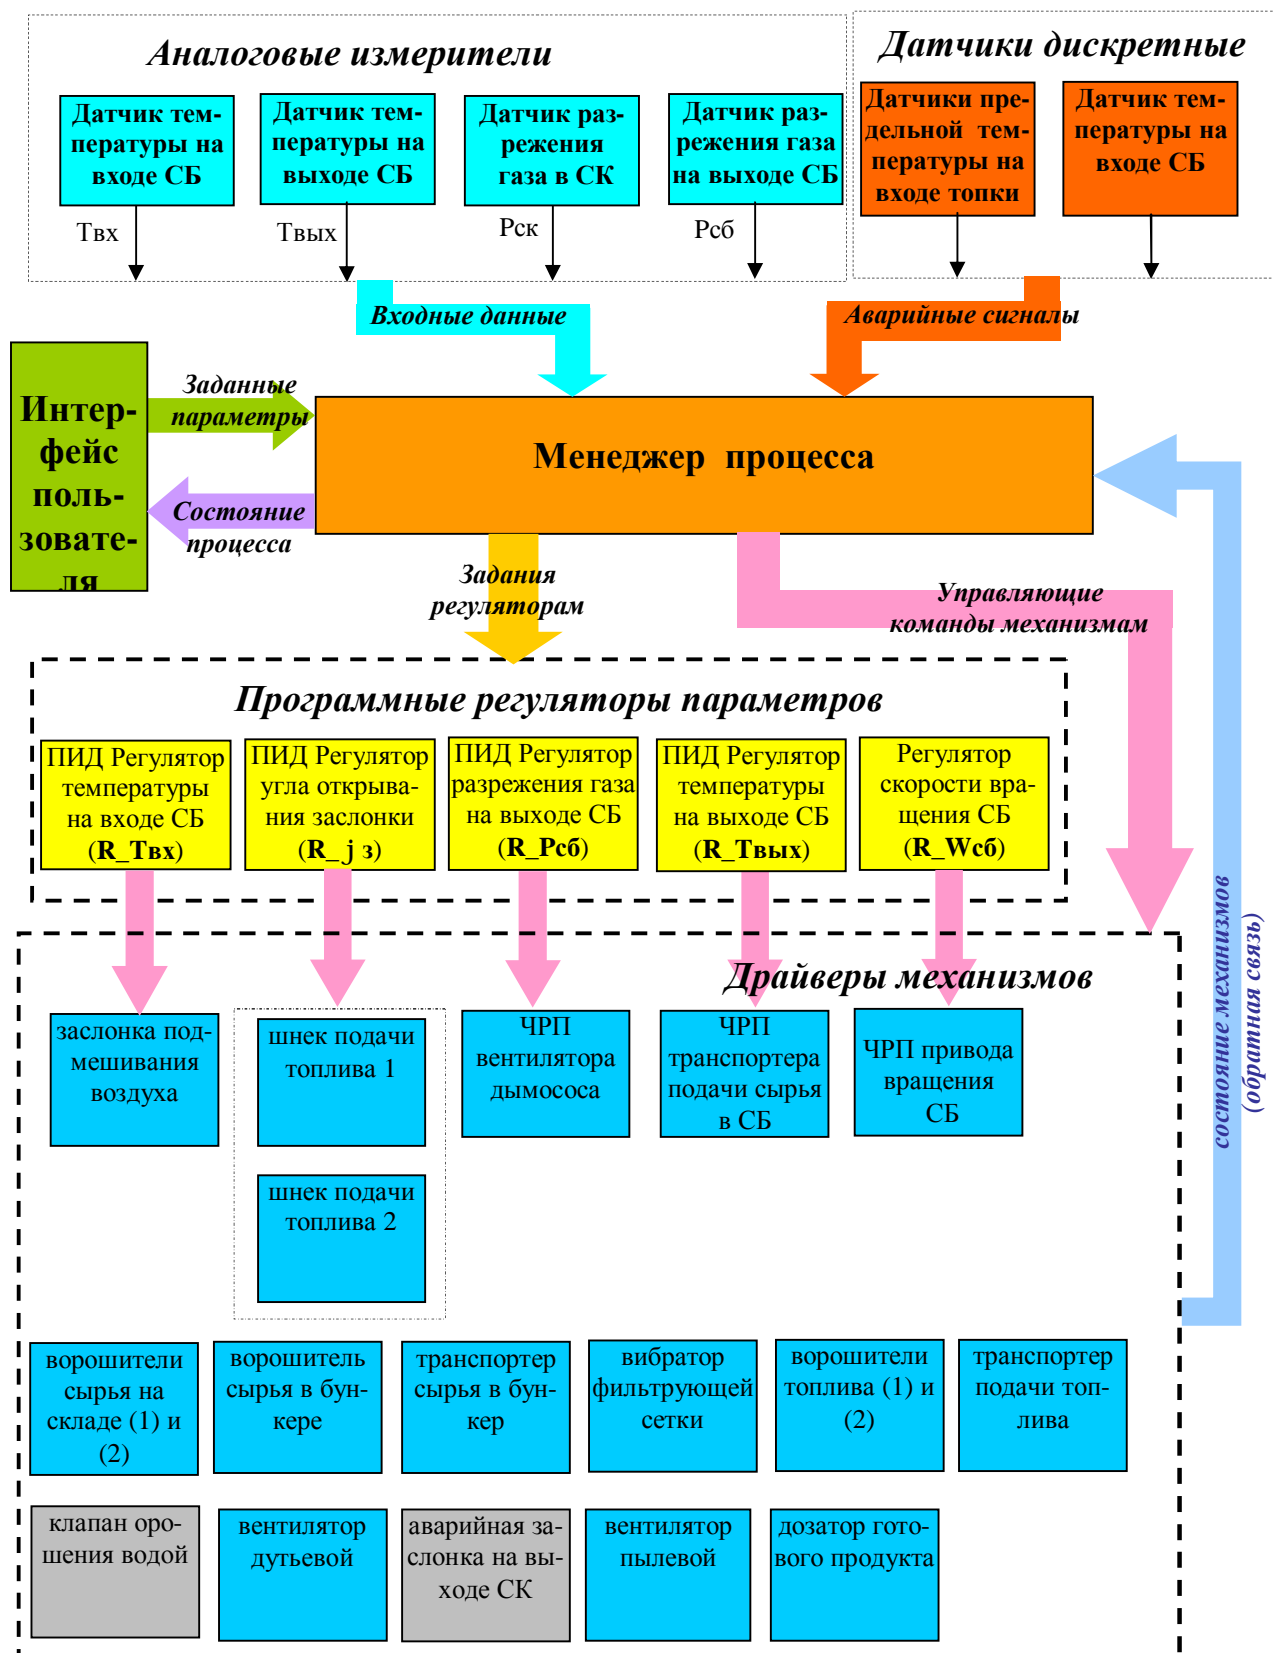 Аналоговые измерители
Датчики дискретные
Датчик тем-
пературы на
входе СБ
Датчик тем-
пературы на
выходе СБ
Датчик раз-
режения
газа в СК
Датчик раз-
режения газа
на выходе СБ
Датчики пре-
дельной тем-
пературы на
входе топки
Датчик тем-
пературы на
входе СБ
Твх
Твых
Рск
Рсб
Входные данные
Аварийные сигналы
Интер-
фейс
поль-
зовате-
ля
Заданные
параметры
Менеджер процесса
Состояние
процесса
Задания
регуляторам
Управляющие
команды механизмам
Программные регуляторы параметров
ПИД Регулятор
температуры
на входе СБ
(R_Твх)
ПИД Регулятор
угла открыва-
ния заслонки
(R_ j з)
ПИД Регулятор
разрежения газа
на выходе СБ
(R_Рсб)
ПИД Регулятор
температуры
на выходе СБ
(R_Твых)
Регулятор
скорости вра-
щения СБ
(R_Wсб)
состояние механизмов
(обратная связь)
Драйверы механизмов
заслонка под-
мешивания
воздуха
шнек подачи
топлива 1
ЧРП
вентилятора
дымососа
ЧРП
транспортера
подачи сырья
в СБ
ЧРП привода
вращения
СБ
шнек подачи
топлива 2
ворошители
сырья на
складе (1) и
(2)
ворошитель
сырья в бун-
кере
транспортер
сырья в бун-
кер
вибратор
фильтрующей
сетки
ворошители
топлива (1) и
(2)
транспортер
подачи топ-
лива
клапан оро-
шения водой
вентилятор
дутьевой
аварийная за-
слонка на вы-
ходе СК
вентилятор
пылевой
дозатор гото-
вого продукта